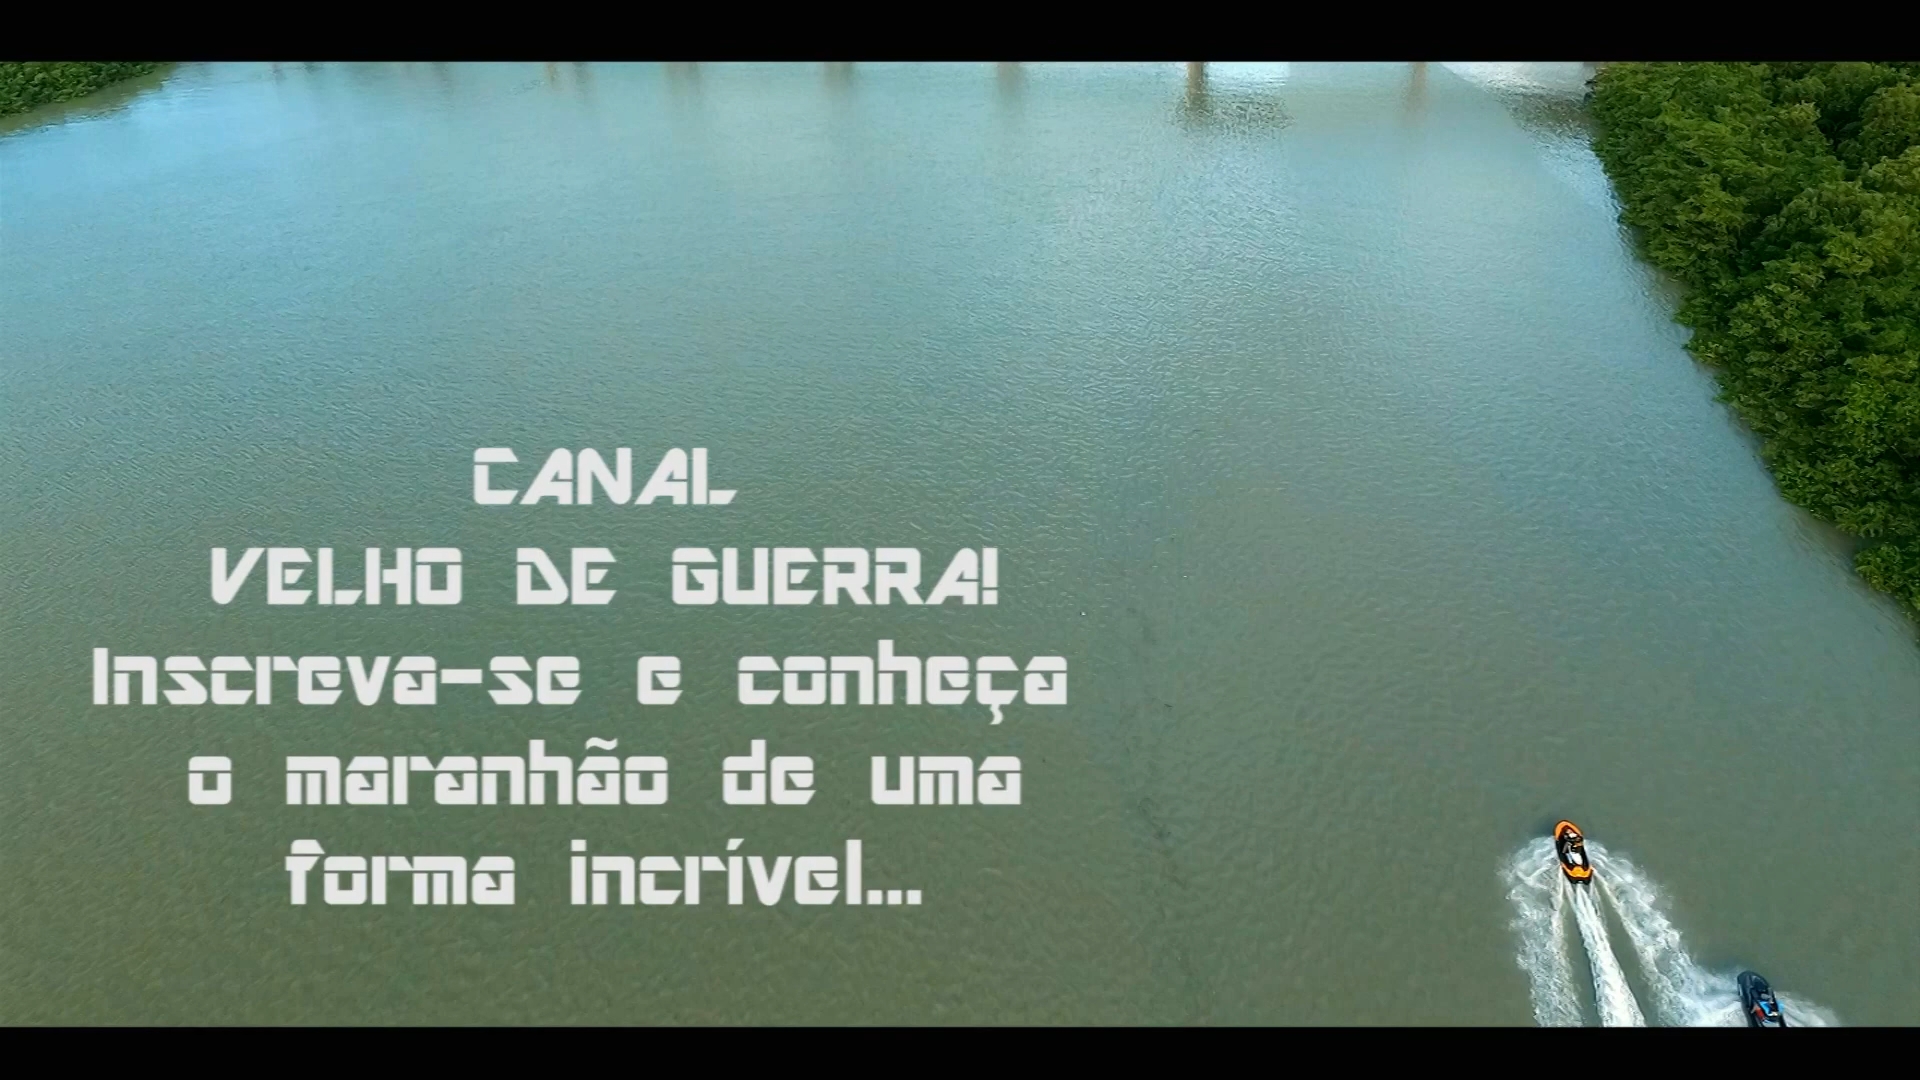 CANAL
VELHO DE GUERRA!
Inscreva-se e conheça
o maranhão de uma
forma incrível...